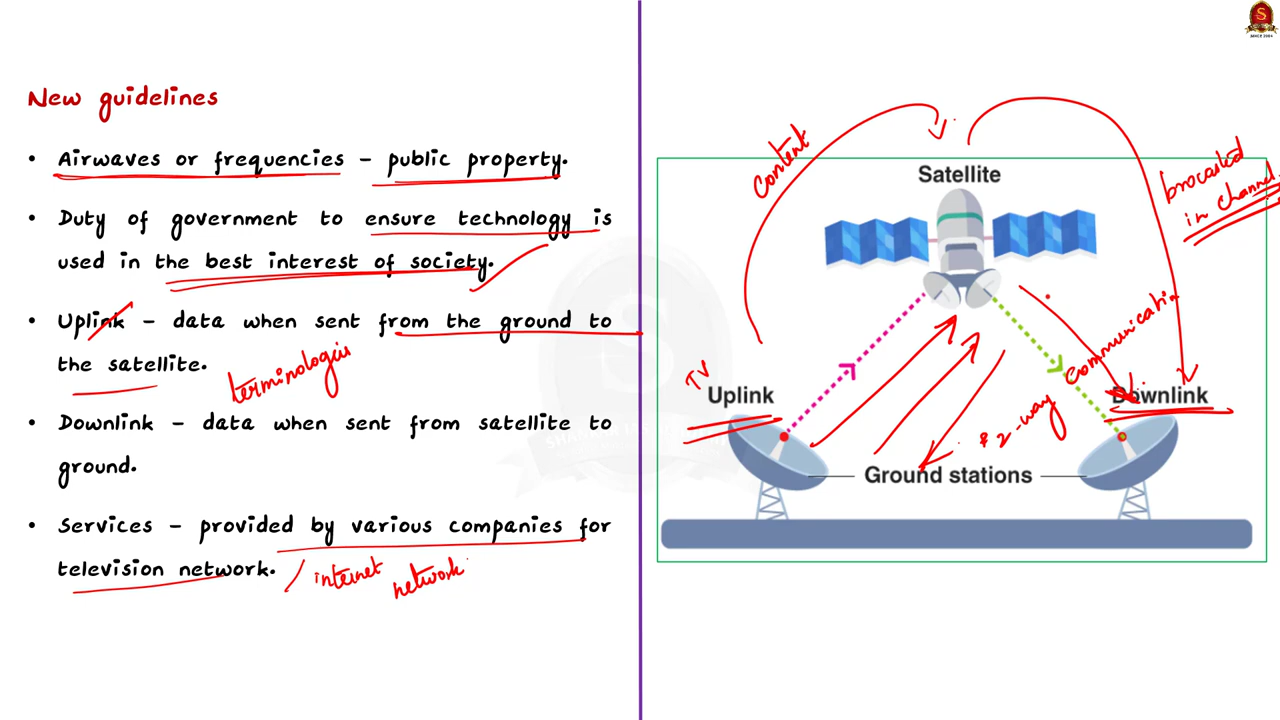 New guidelines
• Airwaves or frequencies – public property.
• Duty of government to ensure technology is
used in the best interest of society.
• Uplink – data when sent from the ground to
the satellite.
terminologies
• Downlink – data when sent from satellite to
ground.
• Services – provided by various companies for
television network.
/ internet network
S
SINCE 2004
Content
brocasted
in channel
Satellite
Communication
TV
Uplink
Downlink
2-way
Ground stations